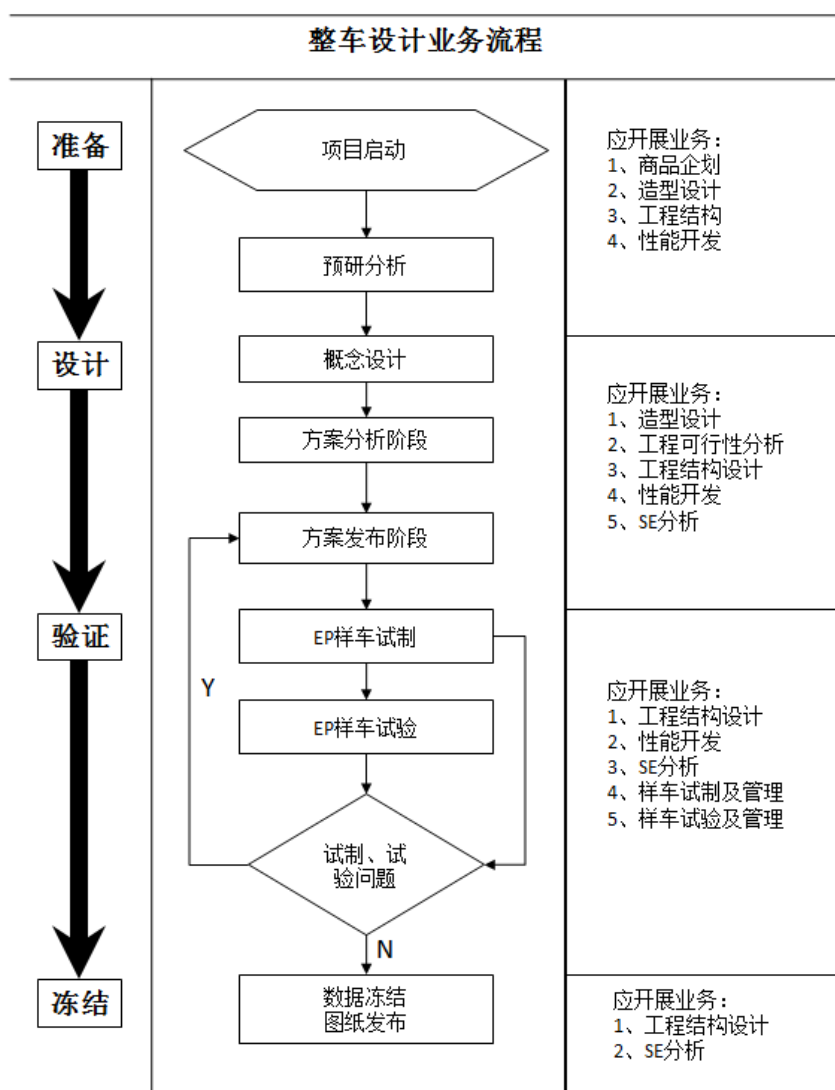 整车设计业务流程
准备
项目启动
应开展业务：
1、商品企划
2、造型设计
3、工程结构
4、性能开发
预研分析
设计
概念设计
应开展业务：
1、造型设计
2、工程可行性分析
3、工程结构设计
4、性能开发
5、SE分析
方案分析阶段
方案发布阶段
验证
EP样车试制
Y
EP样车试验
应开展业务：
1、工程结构设计
2、性能开发
3、SE分析
4、样车试制及管理
5、样车试验及管理
试制、试
验问题
N
冻结
数据冻结
图纸发布
应开展业务：
1、工程结构设计
2、SE分析